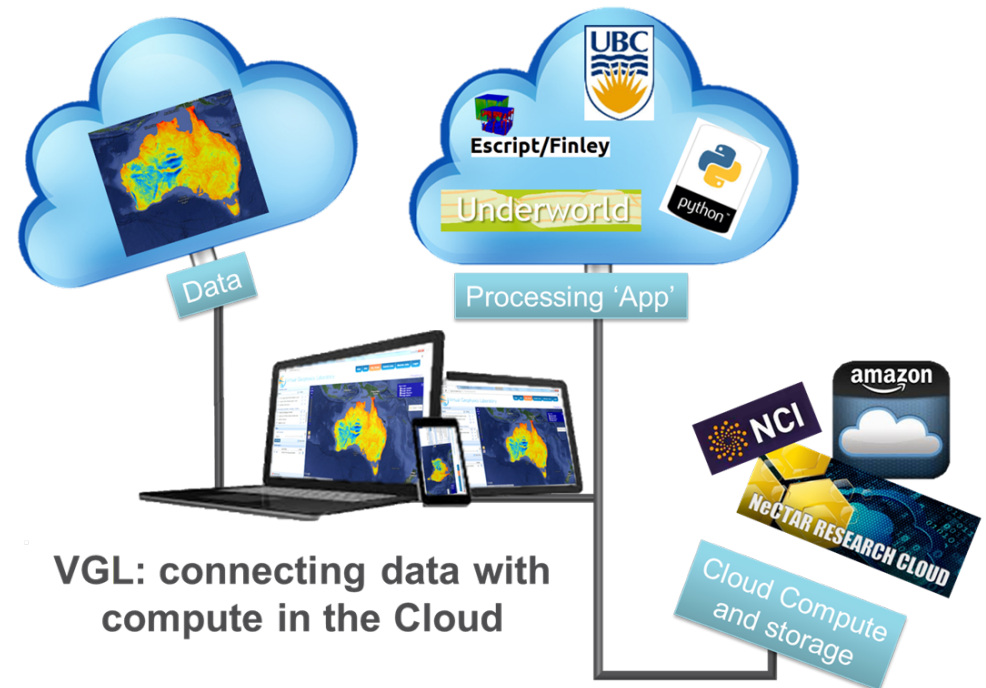 UBC
Escript/Finley
Underworld
python
Data
Processing ‘App’
amazon
NCI
NeCTAR RESEARCH CLOUD
VGL: connecting data with
compute in the Cloud
Cloud Compute
and storage